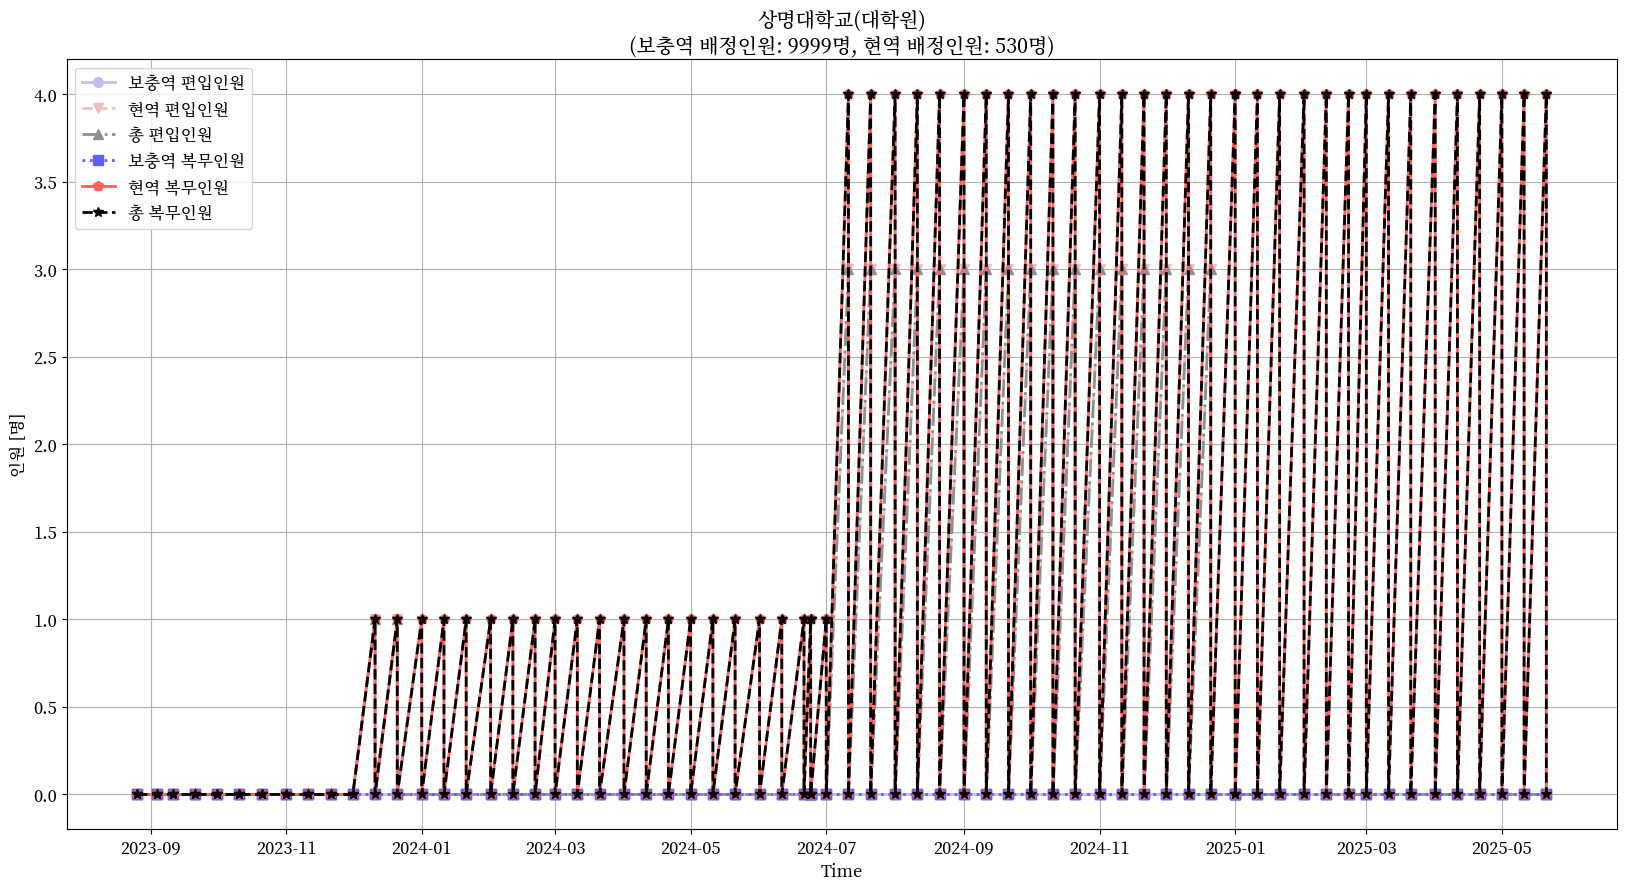 상명대학교(대학원)
(보충역 배정인원: 9999명, 현역 배정인원: 530명)
보충역 편입인원
현역 편입인원
총 편입인원
보충역 복무인원
현역 복무인원
총 복무인원
인원 [명]
4.0
3.5
3.0
2.5
2.0
1.5
1.0
0.5
0.0
2023-09
2023-11
2024-01
2024-03
2024-05
2024-07
2024-09
2024-11
2025-01
2025-03
2025-05
Time